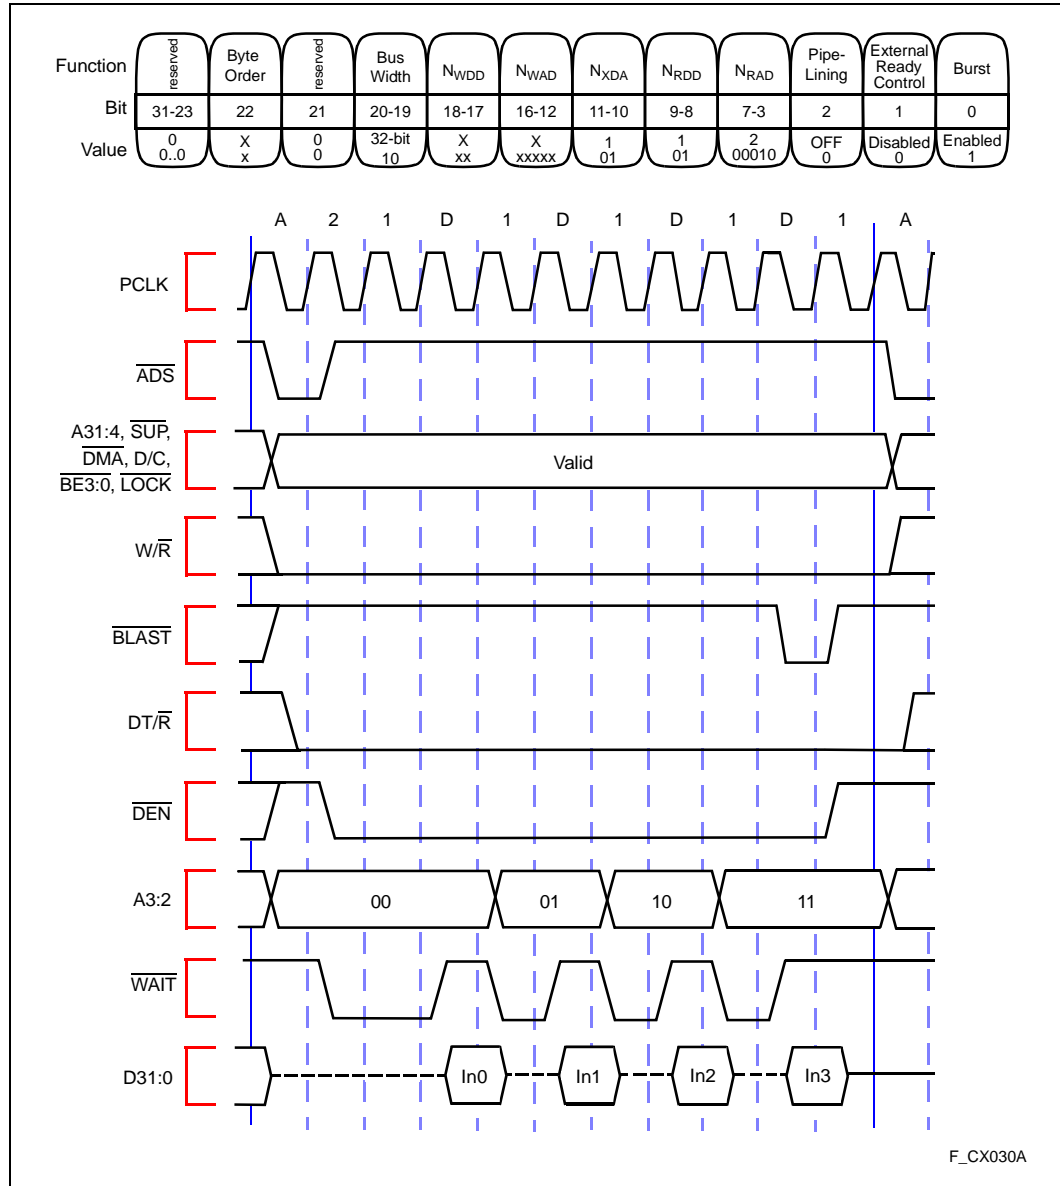 Function reserved Byte Order reserved Bus Width NWDD NWAD NXDA NRDD NRAD Pipe-Lining External Ready Control Burst
Bit 31-23 22 21 20-19 18-17 16-12 11-10 9-8 7-3 2 1 0
Value 0 X 0 32-bit X X 1 1 2 OFF Disabled Enabled
0..0 x 0 10 xx xxxxx 01 01 00010 0 0 1
A 2 1 D 1 D 1 D 1 D 1 A
PCLK
ADS
A31:4, SUP,
DMA, D/C,
BE3:0, LOCK
Valid
W/R
BLAST
DT/R
DEN
A3:2 00 01 10 11
WAIT
D31:0 In0 In1 In2 In3
F_CX030A